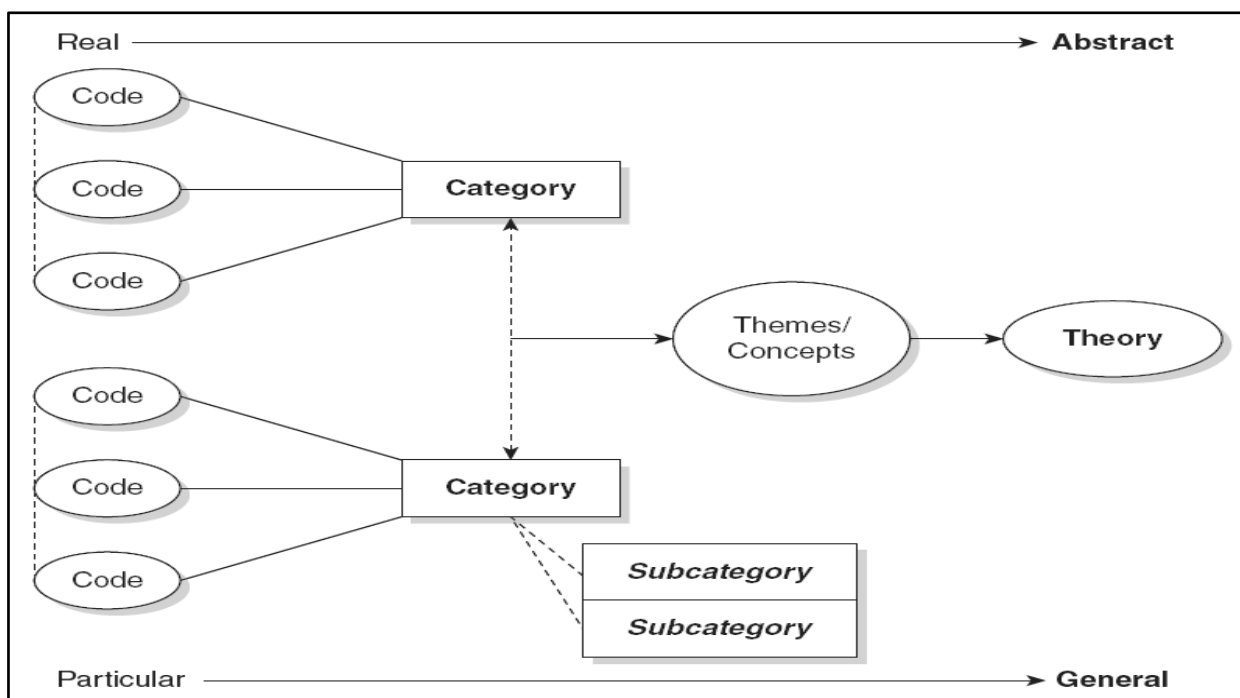 Real
Abstract
Code
Code
Category
Code
Themes/
Concepts
Theory
Code
Code
Category
Code
Subcategory
Subcategory
Particular
General